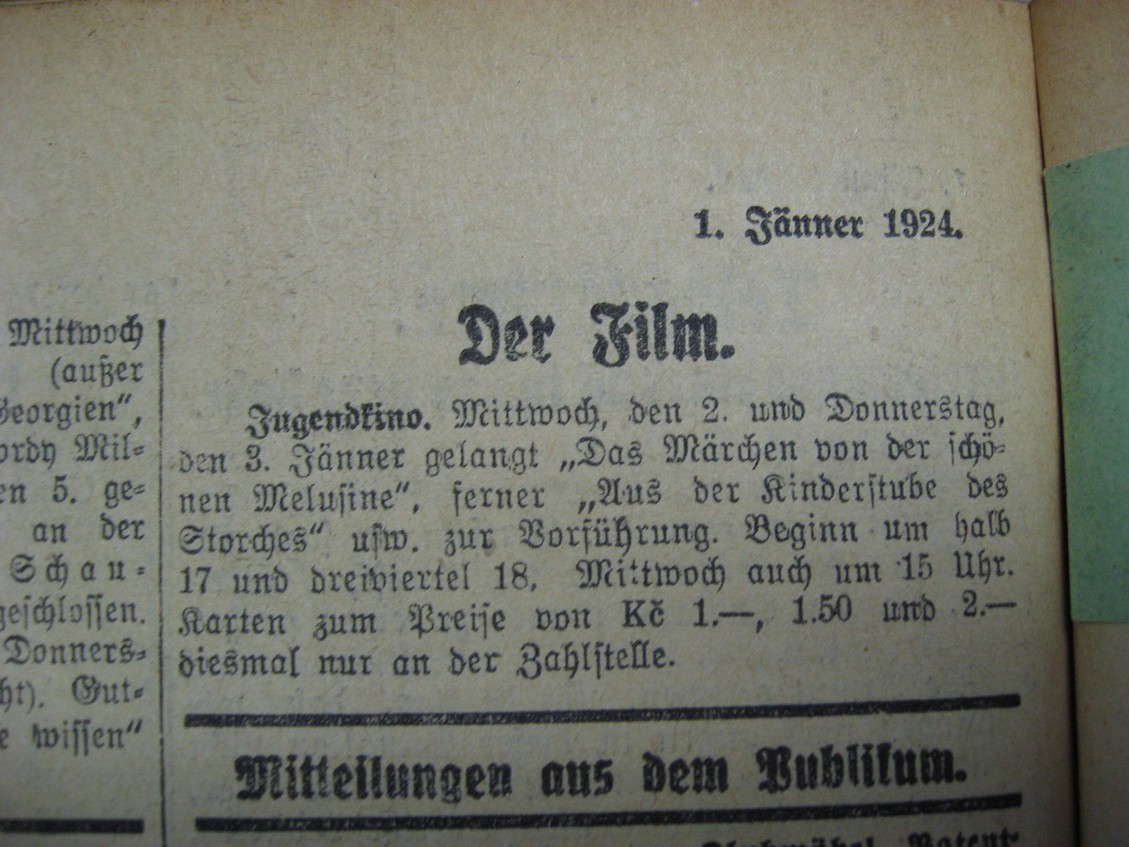 1. Jänner 1924.
Mittwoch
(außer
Georgien",
ordy Mil-
en 5. ge-
an der
Schau-
geschlossen.
Donners-
ht). Gut-
e wissen"
Der Film.
Jugendkino. Mittwoch, den 2. und Donnerstag,
den 3. Jänner gelangt „Das Märchen von der schö-
nen Melusine", ferner „Aus der Kinderstube des
Storches" usw. zur Vorführung. Beginn um halb
17 und dreiviertel 18. Mittwoch auch um 15 Uhr.
Karten zum Preise von Kč 1.—, 1.50 und 2.—
diesmal nur an der Zahlstelle.
Mitteilungen aus dem Publikum.